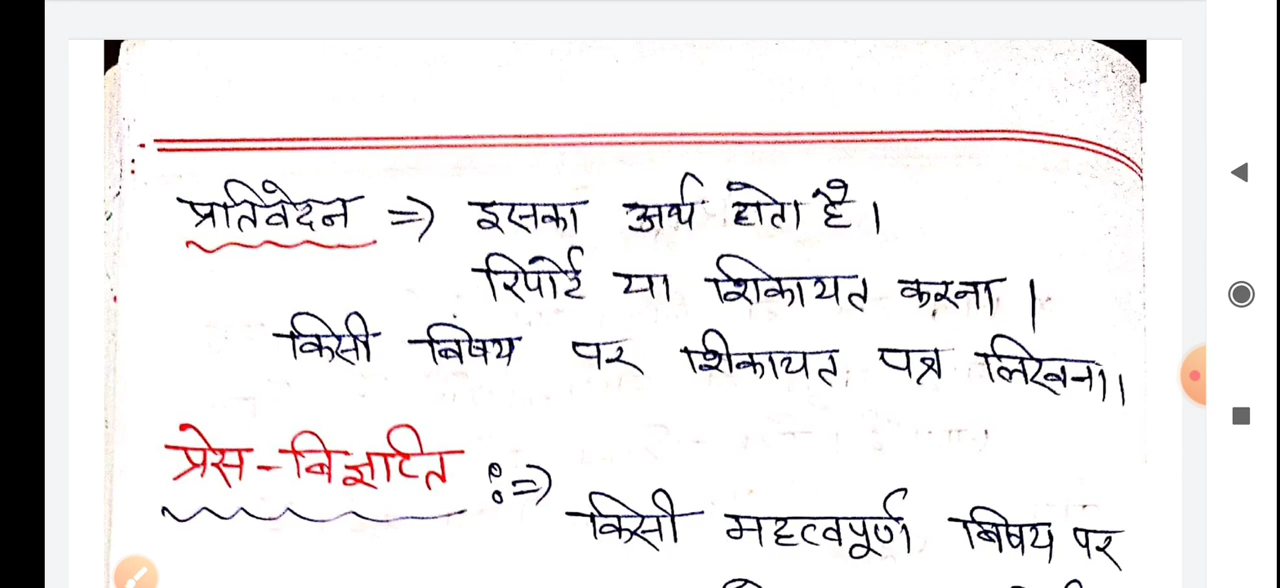 प्रतिवेदन => इसका अर्थ होता है।
रिपोर्ट या शिकायत करना।
किसी बिषय पर शिकायत पत्र लिखना।
प्रेस-बिज्ञप्ति :=>
किसी महत्वपूर्ण बिषय पर